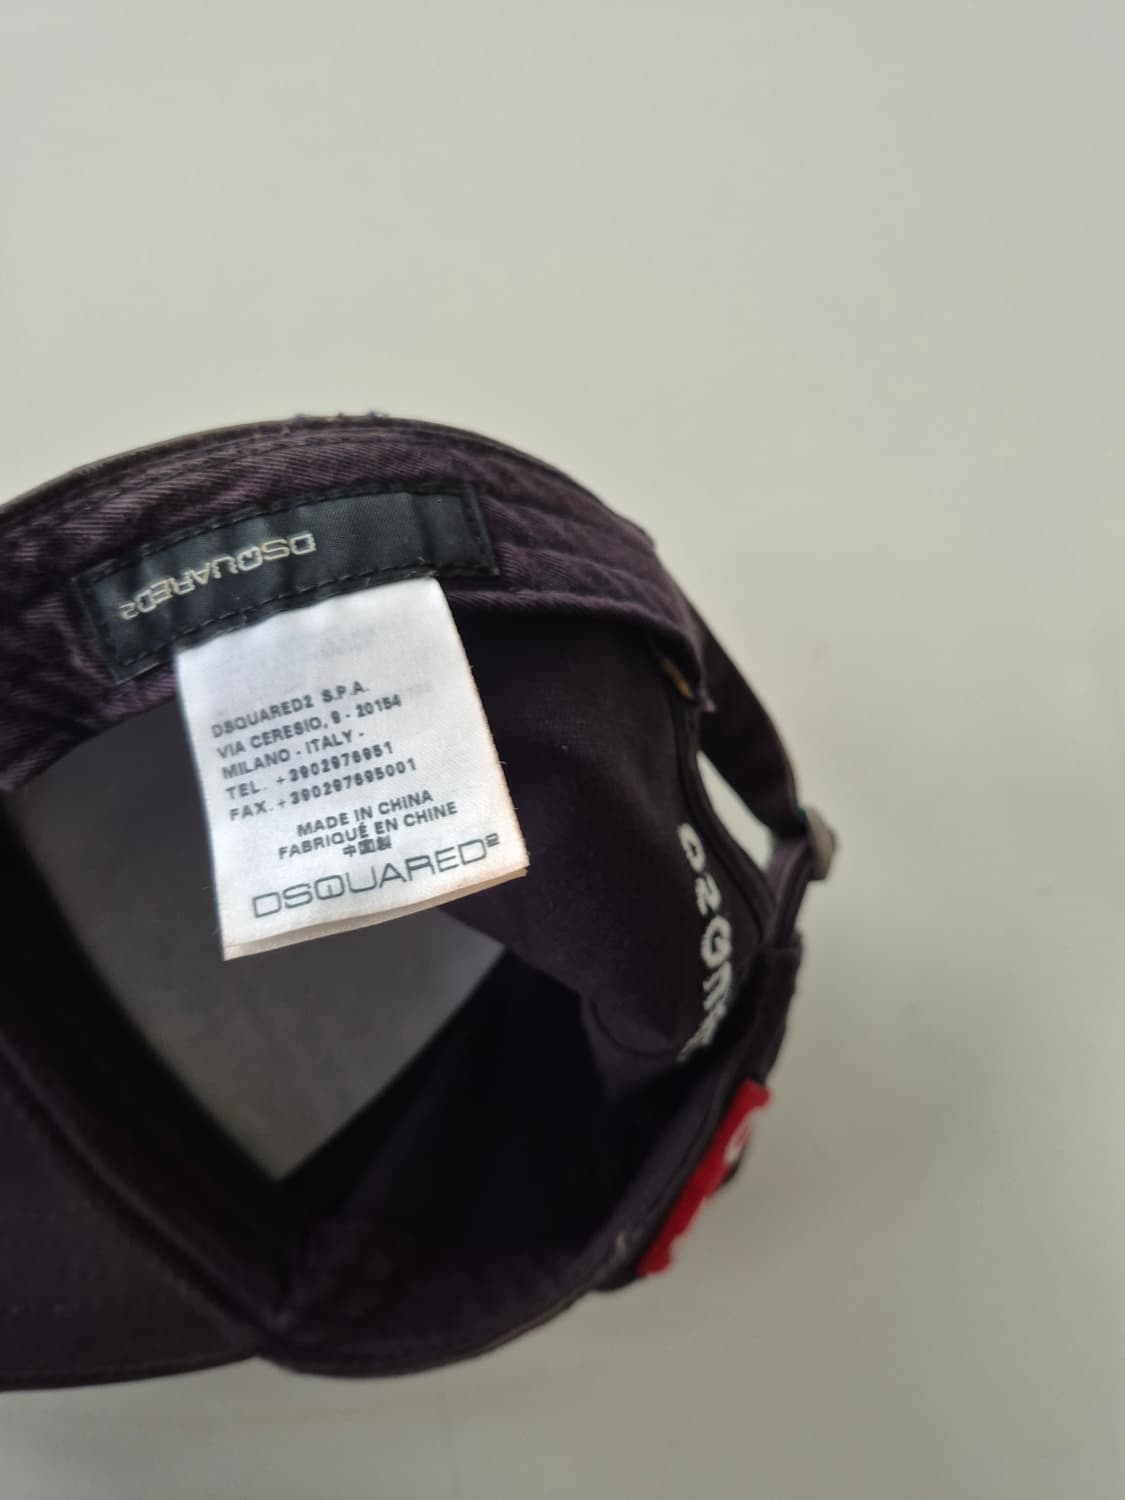 DSQUARED2
DSQUARED2 S.P.A.
VIA CERESIO, 9 - 20154
MILANO - ITALY -
TEL. +3902976951
FAX.+390297695001
MADE IN CHINA
FABRIQUÉ EN CHINE
中国製
DSQUARED2